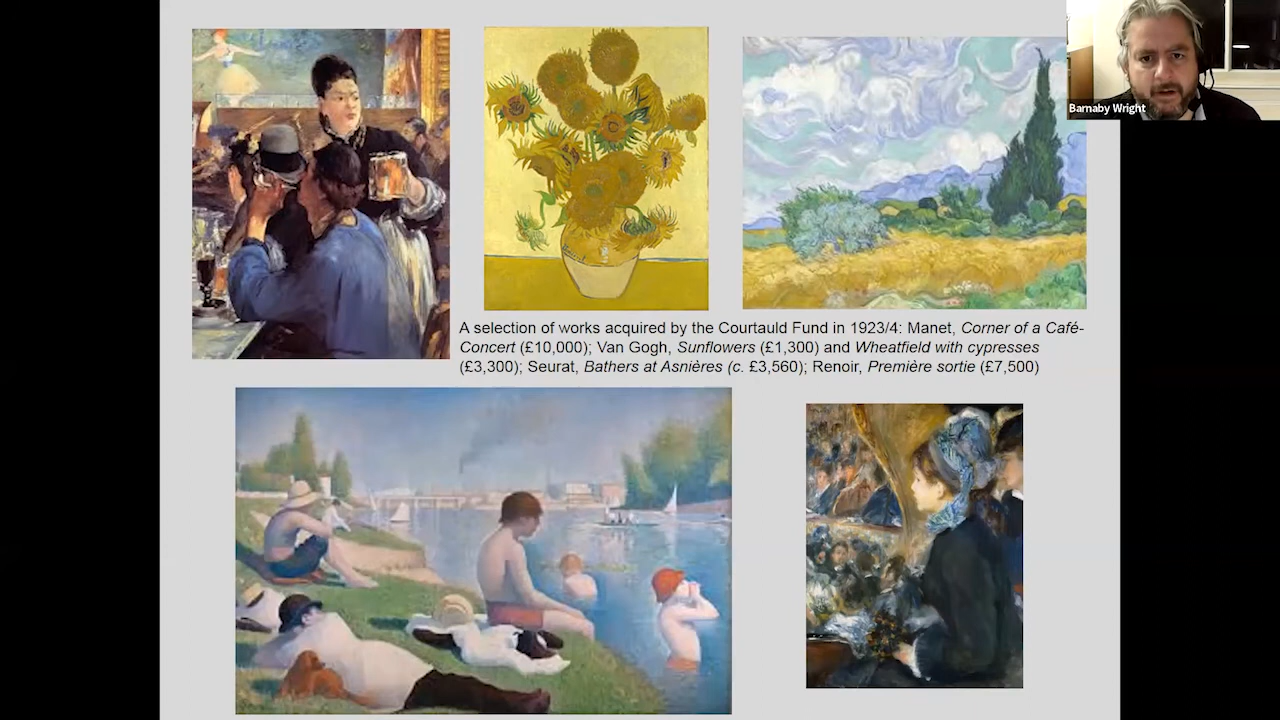 Barnaby Wright
A selection of works acquired by the Courtauld Fund in 1923/4: Manet, Corner of a Café-
Concert (£10,000); Van Gogh, Sunflowers (£1,300) and Wheatfield with cypresses
(£3,300); Seurat, Bathers at Asnières (c. £3,560); Renoir, Première sortie (£7,500)